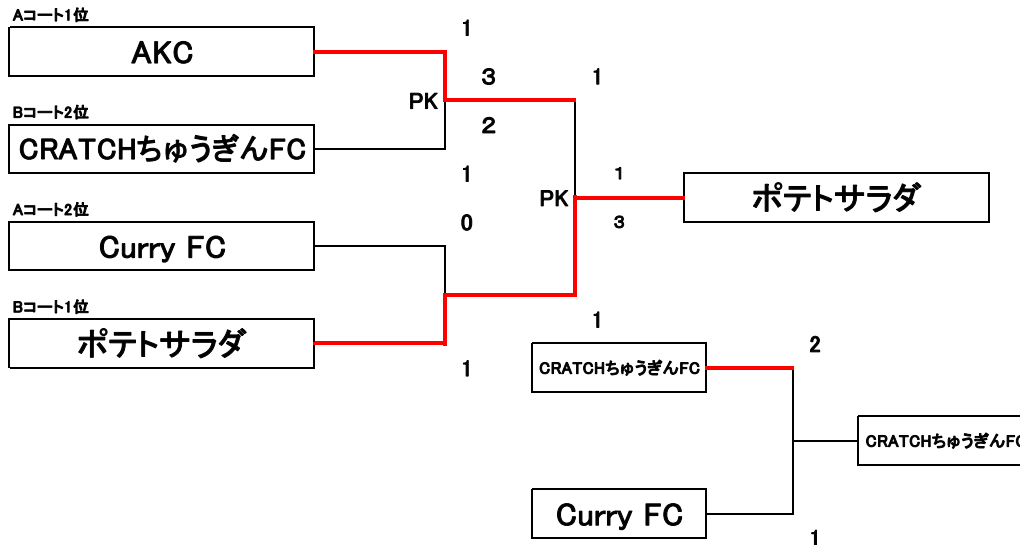 Aコート1位
AKC
1
3
1
PK
Bコート2位
2
CRATCHちゅうぎんFC
1
1
ポテトサラダ
PK
Aコート2位
0
3
Curry FC
Bコート1位
ポテトサラダ
1
1
2
CRATCHちゅうぎんFC
CRATCHちゅうぎんFC
Curry FC
1